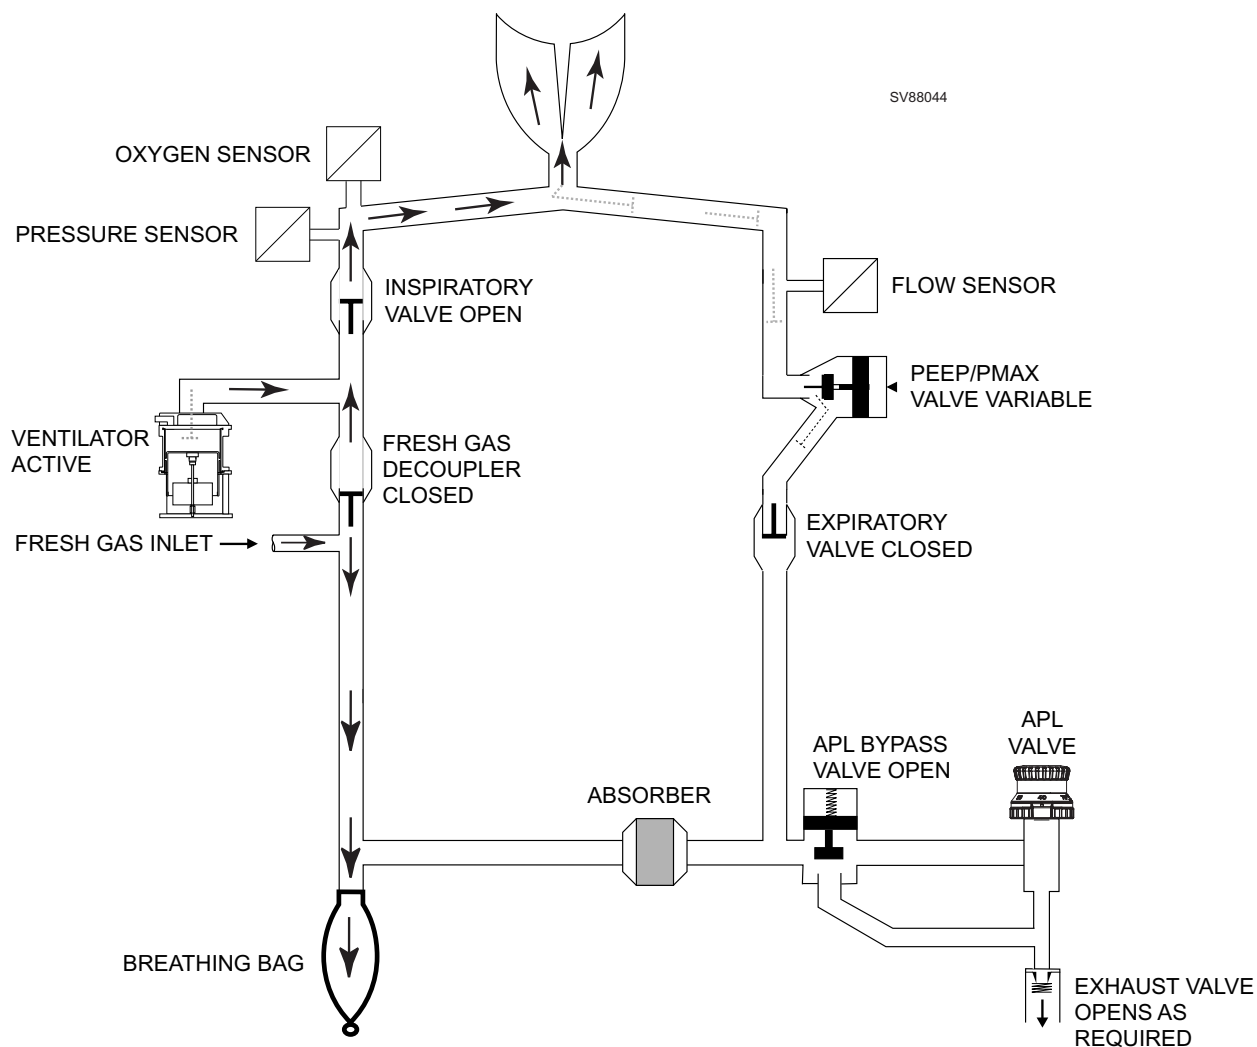 SV88044
OXYGEN SENSOR
PRESSURE SENSOR
INSPIRATORY
VALVE OPEN
FLOW SENSOR
PEEP/PMAX
VALVE VARIABLE
VENTILATOR
ACTIVE
FRESH GAS
DECOUPLER
CLOSED
FRESH GAS INLET
EXPIRATORY
VALVE CLOSED
APL
VALVE
APL BYPASS
VALVE OPEN
ABSORBER
BREATHING BAG
EXHAUST VALVE
OPENS AS
REQUIRED